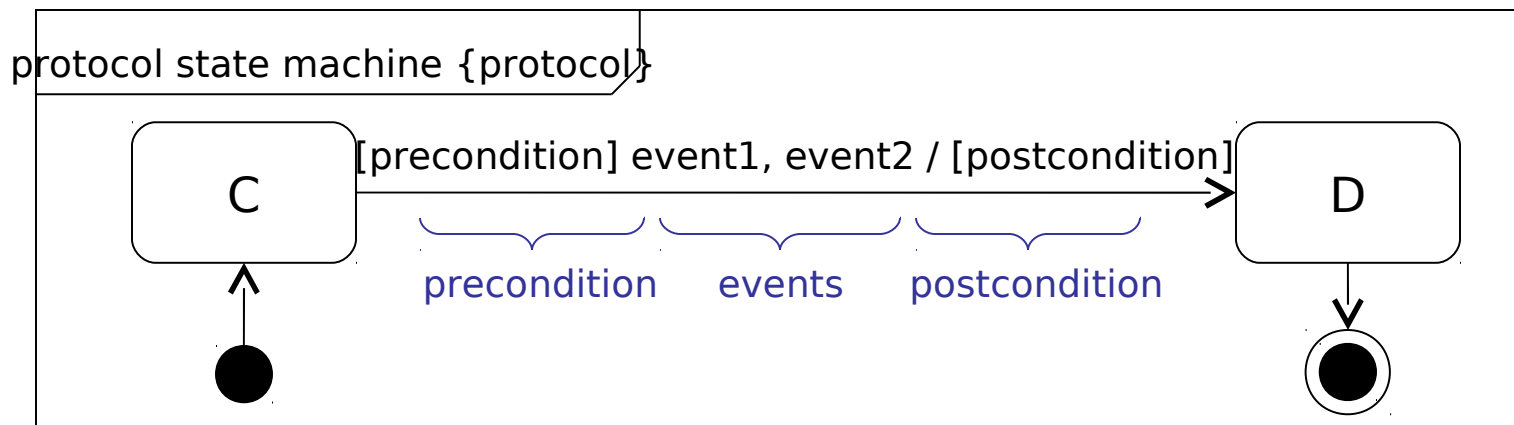 protocol state machine {protocol}
[precondition] event1, event2 / [postcondition]
C
D
precondition events postcondition